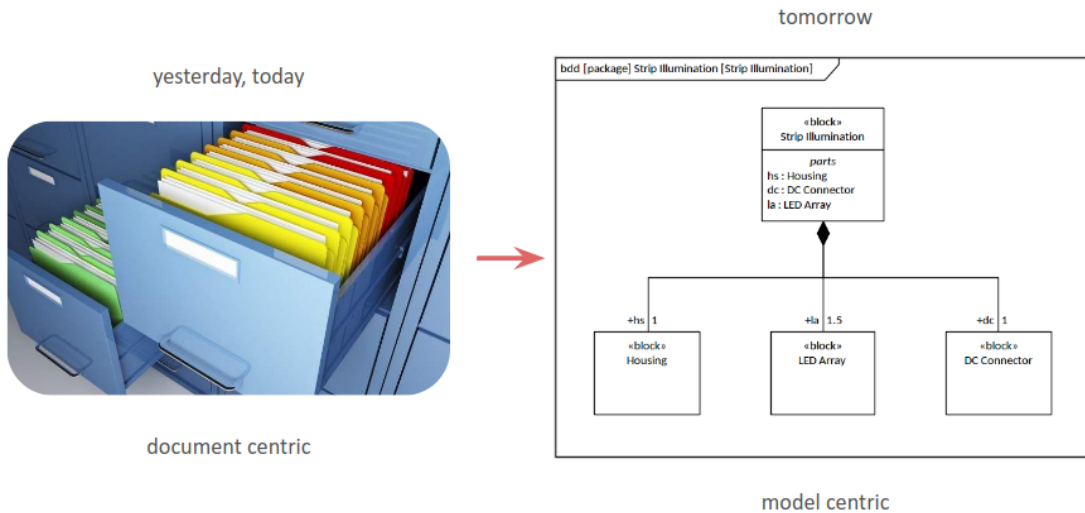 yesterday, today
document centric
tomorrow
bdd [package] Strip Illumination [Strip Illumination]
«block»
Strip Illumination
parts
hs : Housing
dc : DC Connector
la : LED Array
+hs 1
+la 1.5
+dc 1
«block»
Housing
«block»
LED Array
«block»
DC Connector
model centric